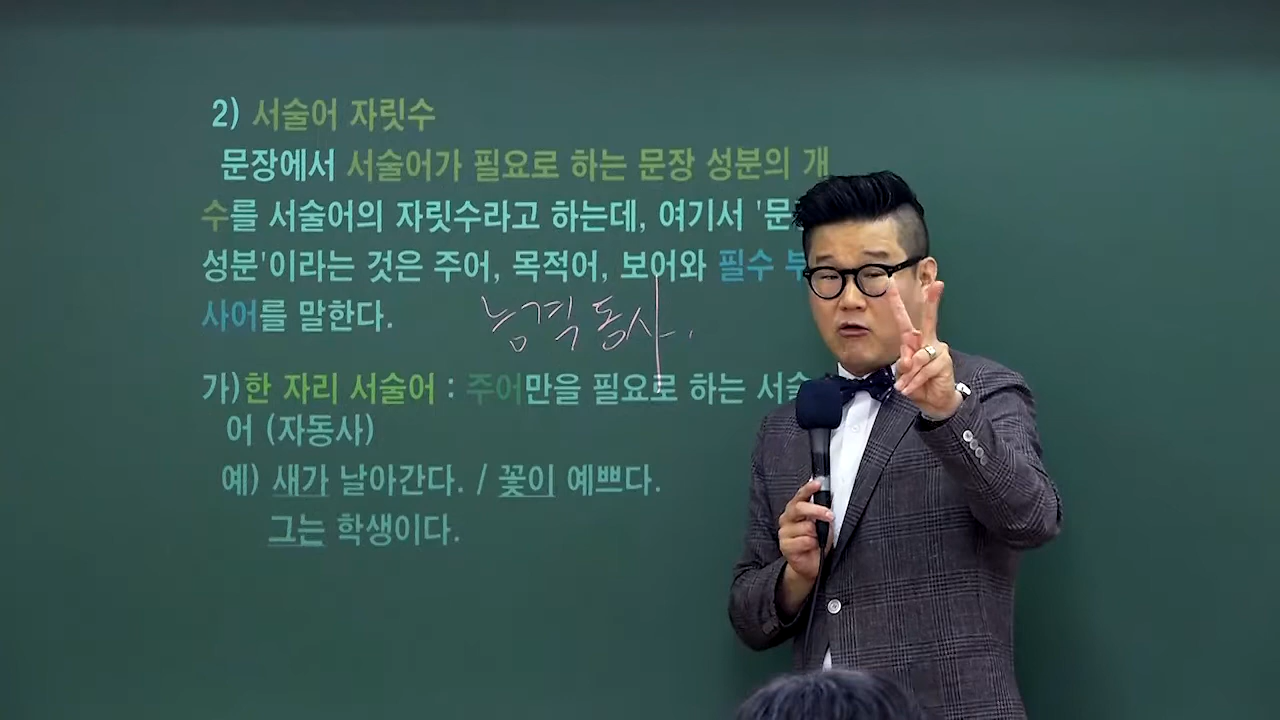 2) 서술어 자릿수
문장에서 서술어가 필요로 하는 문장 성분의 개
수를 서술어의 자릿수라고 하는데, 여기서 '문
성분'이라는 것은 주어, 목적어, 보어와 필수
사어를 말한다.
능격 동사.
가)한 자리 서술어 : 주어만을 필요로 하는 서술
어 (자동사)
예) 새가 날아간다. / 꽃이 예쁘다.
그는 학생이다.